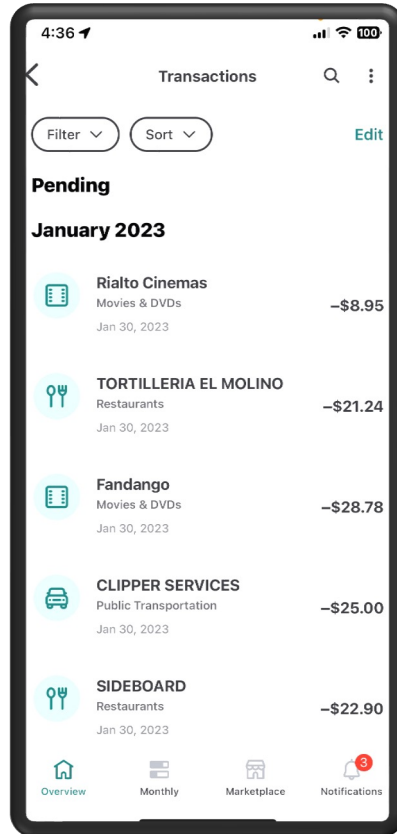 4:36
100
Transactions
Filter
Sort
Edit
Pending
January 2023
Rialto Cinemas
Movies & DVDs
–$8.95
Jan 30, 2023
TORTILLERIA EL MOLINO
Restaurants
–$21.24
Jan 30, 2023
Fandango
Movies & DVDs
–$28.78
Jan 30, 2023
CLIPPER SERVICES
Public Transportation
–$25.00
Jan 30, 2023
SIDEBOARD
Restaurants
–$22.90
Jan 30, 2023
3
Overview
Monthly
Marketplace
Notifications